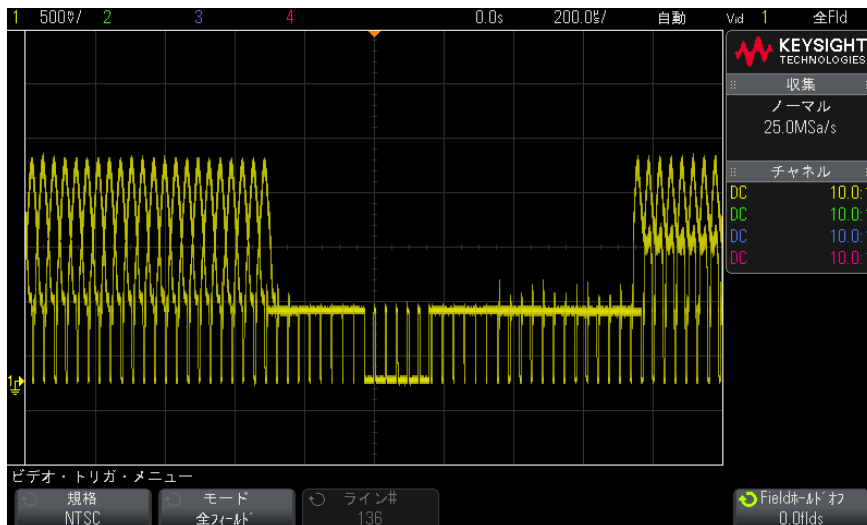 1 500㎷/ 2 3 4 0.0s 200.0㎲/ 自動 Vid 1 全Fld
KEYSIGHT
TECHNOLOGIES
収集
ノーマル
25.0MSa/s
チャネル
DC 10.0:
DC 10.0:
DC 10.0:
DC 10.0:
1
ビデオ・トリガ・メニュー
規格
NTSC
モード
全フィールド
ライン#
136
Fieldホールドオフ
0.0flds